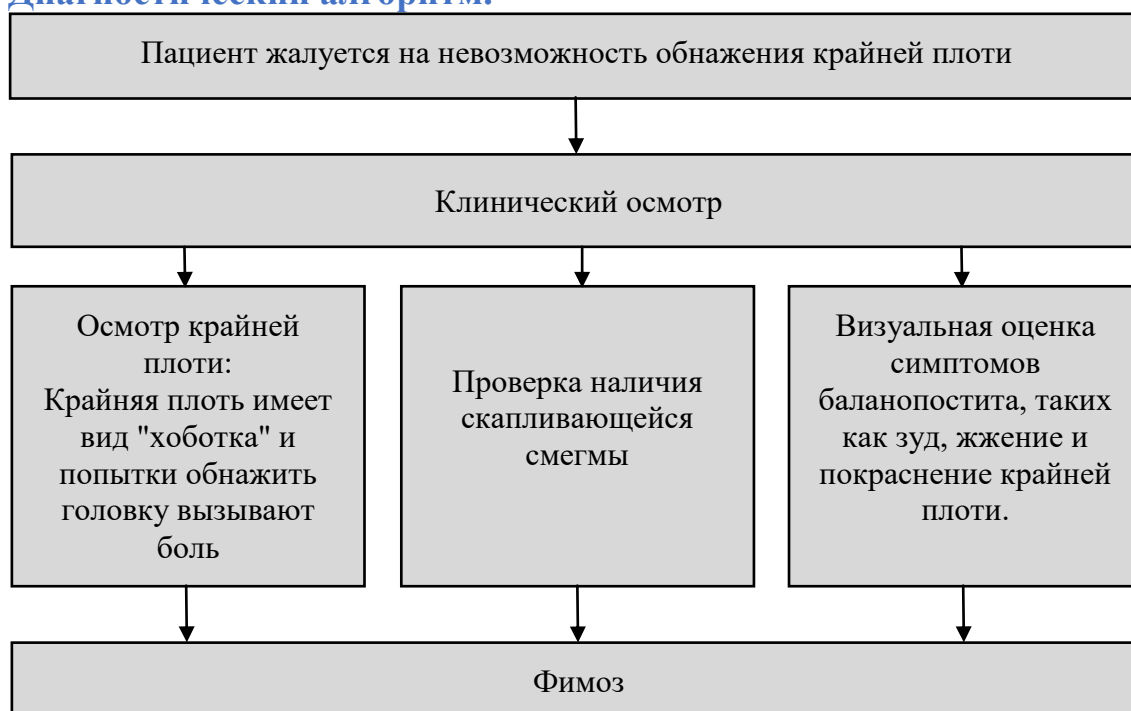 Диагностический алгоритм:
Пациент жалуется на невозможность обнажения крайней плоти
Клинический осмотр
Осмотр крайней
плоти:
Крайняя плоть имеет
вид "хоботка" и
попытки обнажить
головку вызывают
боль
Проверка наличия
скапливающейся
смегмы
Визуальная оценка
симптомов
баланопостита, таких
как зуд, жжение и
покраснение крайней
плоти.
Фимоз